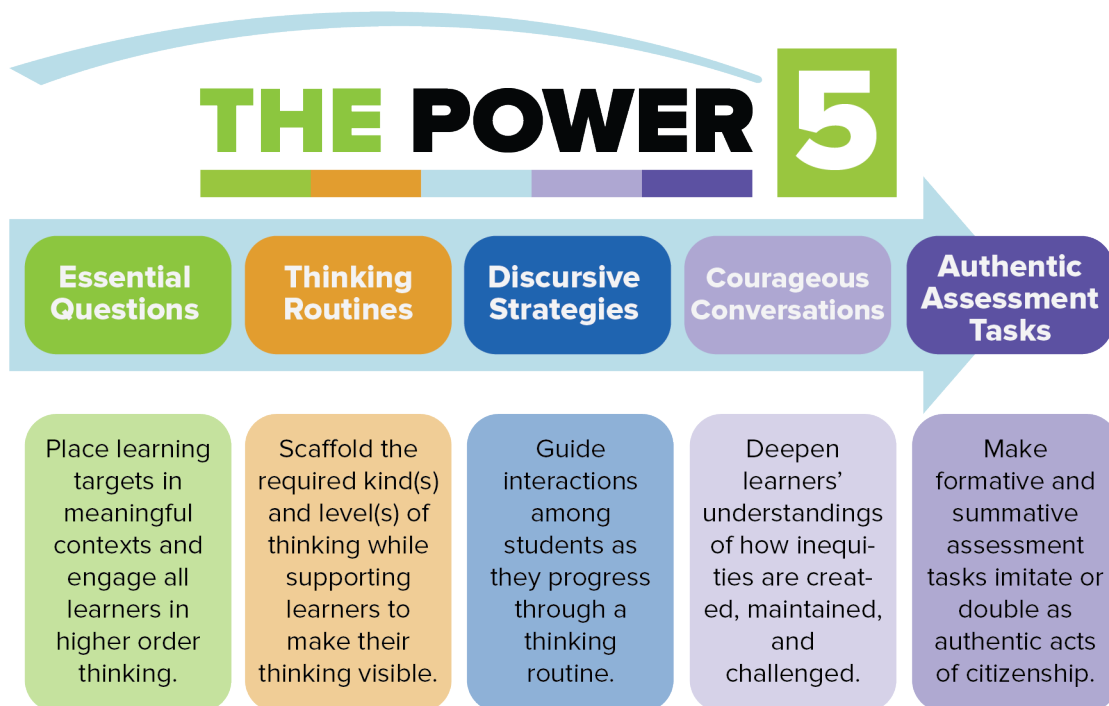 THE POWER 5
Essential
Questions
Thinking
Routines
Discursive
Strategies
Courageous
Conversations
Authentic
Assessment
Tasks
Place learning
targets in
meaningful
contexts and
engage all
learners in
higher order
thinking.
Scaffold the
required kind(s)
and level(s) of
thinking while
supporting
learners to
make their
thinking visible.
Guide
interactions
among
students as
they progress
through a
thinking
routine.
Deepen
learners’
understandings
of how inequi-
ties are creat-
ed, maintained,
and
challenged.
Make
formative and
summative
assessment
tasks imitate or
double as
authentic acts
of citizenship.